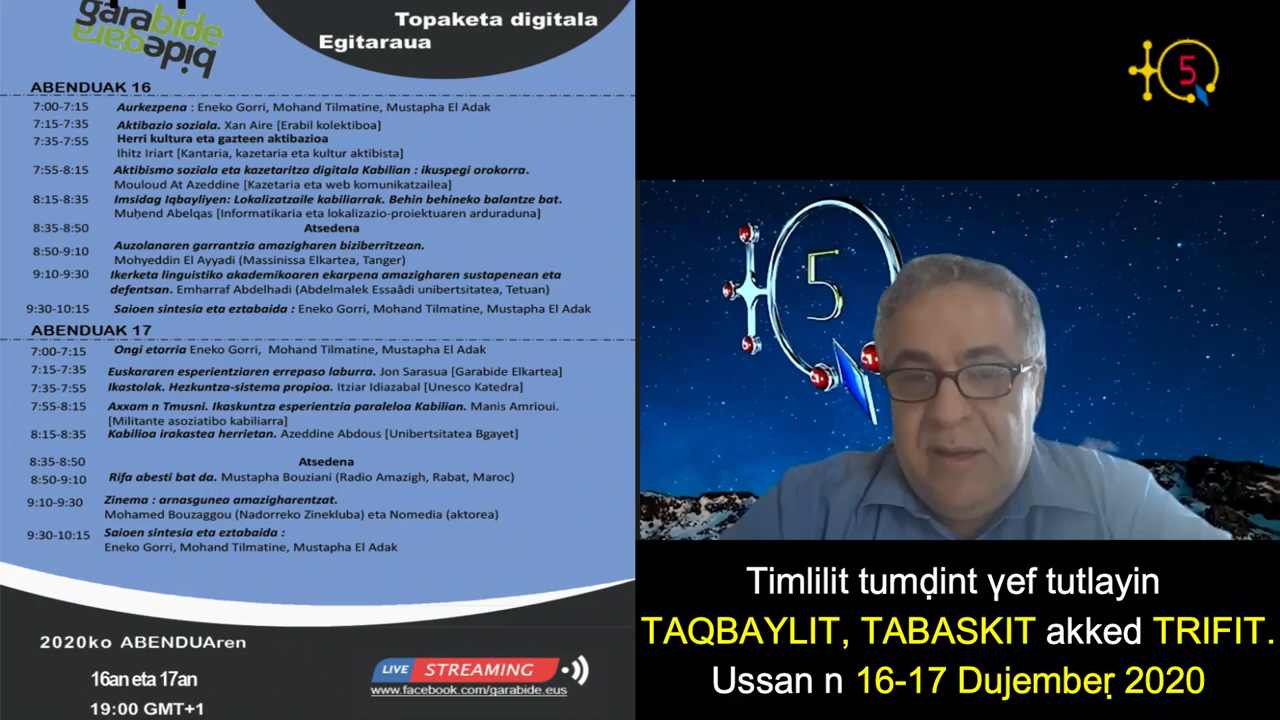 garabide
garabide
Topaketa digitala
Egitaraua
ABENDUAK 16
7:00-7:15 Aurkezpena : Eneko Gorri, Mohand Tilmatine, Mustapha El Adak
7:15-7:35 Aktibazio soziala. Xan Aire [Erabil kolektiboa]
7:35-7:55 Herri kultura eta gazteen aktibazioa
Ihitz Iriart [Kantaria, kazetaria eta kultur aktibista]
7:55-8:15 Aktibismo soziala eta kazetaritza digitala Kabilian : ikuspegi orokorra.
Mouloud At Azeddine [Kazetaria eta web komunikatzailea]
8:15-8:35 Imsidag Iqbayliyen: Lokalizatzaile kabiliarrak. Behin behineko balantze bat.
Muḥend Abelqas [Informatikaria eta lokalizazio-proiektuaren arduraduna]
8:35-8:50 Atsedena
8:50-9:10 Auzolanaren garrantzia amazigharen biziberritzean.
Mohyeddin El Ayyadi (Massinissa Elkartea, Tanger)
9:10-9:30 Ikerketa linguistiko akademikoaren ekarpena amazigharen sustapenean eta
defentsan. Emharraf Abdelhadi (Abdelmalek Essaâdi unibertsitatea, Tetuan)
9:30-10:15 Saioen sintesia eta eztabaida : Eneko Gorri, Mohand Tilmatine, Mustapha El Adak
ABENDUAK 17
7:00-7:15 Ongi etorria Eneko Gorri, Mohand Tilmatine, Mustapha El Adak
7:15-7:35 Euskararen esperientziaren errepaso laburra. Jon Sarasua [Garabide Elkartea]
7:35-7:55 Ikastolak. Hezkuntza-sistema propioa. Itziar Idiazabal [Unesco Katedra]
7:55-8:15 Axxam n Tmusni. Ikaskuntza esperientzia paraleloa Kabilian. Manis Amrioui.
[Militante asoziatibo kabiliarra]
8:15-8:35 Kabilioa irakastea herrietan. Azeddine Abdous [Unibertsitatea Bgayet]
8:35-8:50 Atsedena
8:50-9:10 Rifa abesti bat da. Mustapha Bouziani (Radio Amazigh, Rabat, Maroc)
9:10-9:30 Zinema : arnasgunea amazigharentzat.
Mohamed Bouzaggou (Nadorreko Zinekluba) eta Nomedia (aktorea)
9:30-10:15 Saioen sintesia eta eztabaida :
Eneko Gorri, Mohand Tilmatine, Mustapha El Adak
2020ko ABENDUAren
16an eta 17an
19:00 GMT+1
LIVE STREAMING
www.facebook.com/garabide.eus
5
5
Timlilit tumḍint ɣef tutlayin
TAQBAYLIT, TABASKIT akked TRIFIT.
Ussan n 16-17 Dujembeṛ 2020